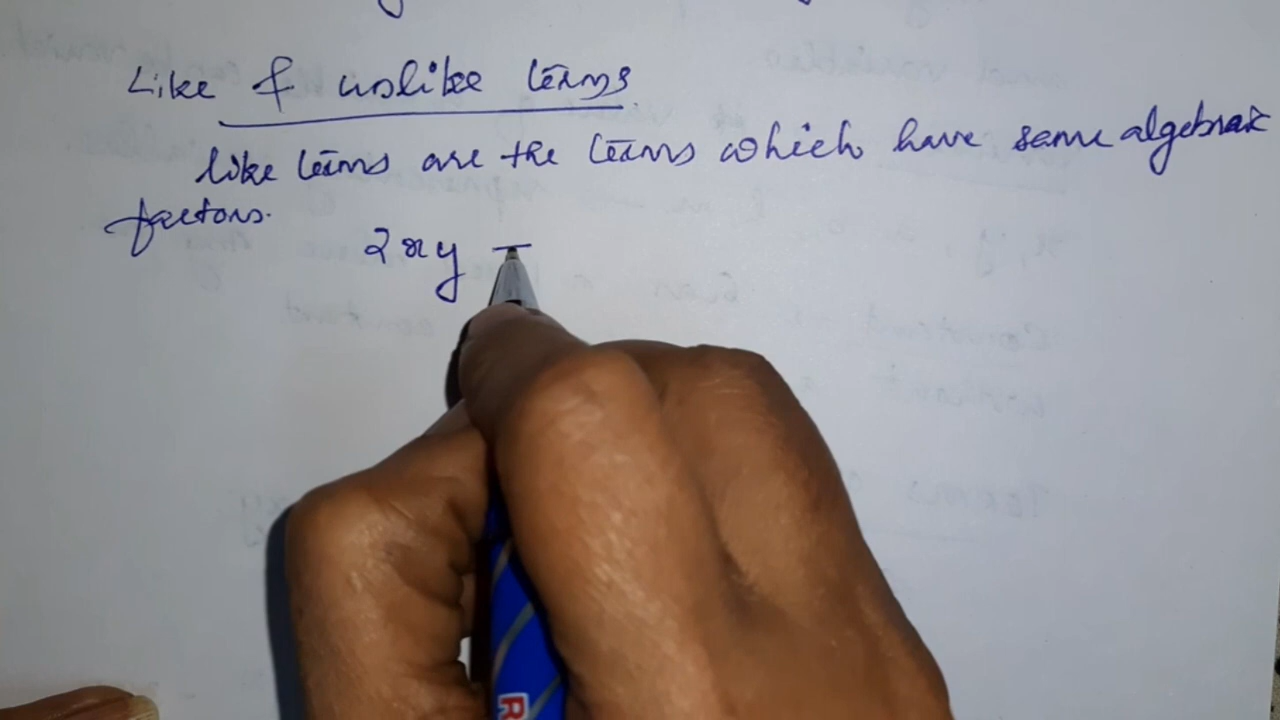 Like & unlike terms
like terms are the terms which have same algebraic
factors.
2xy −
R